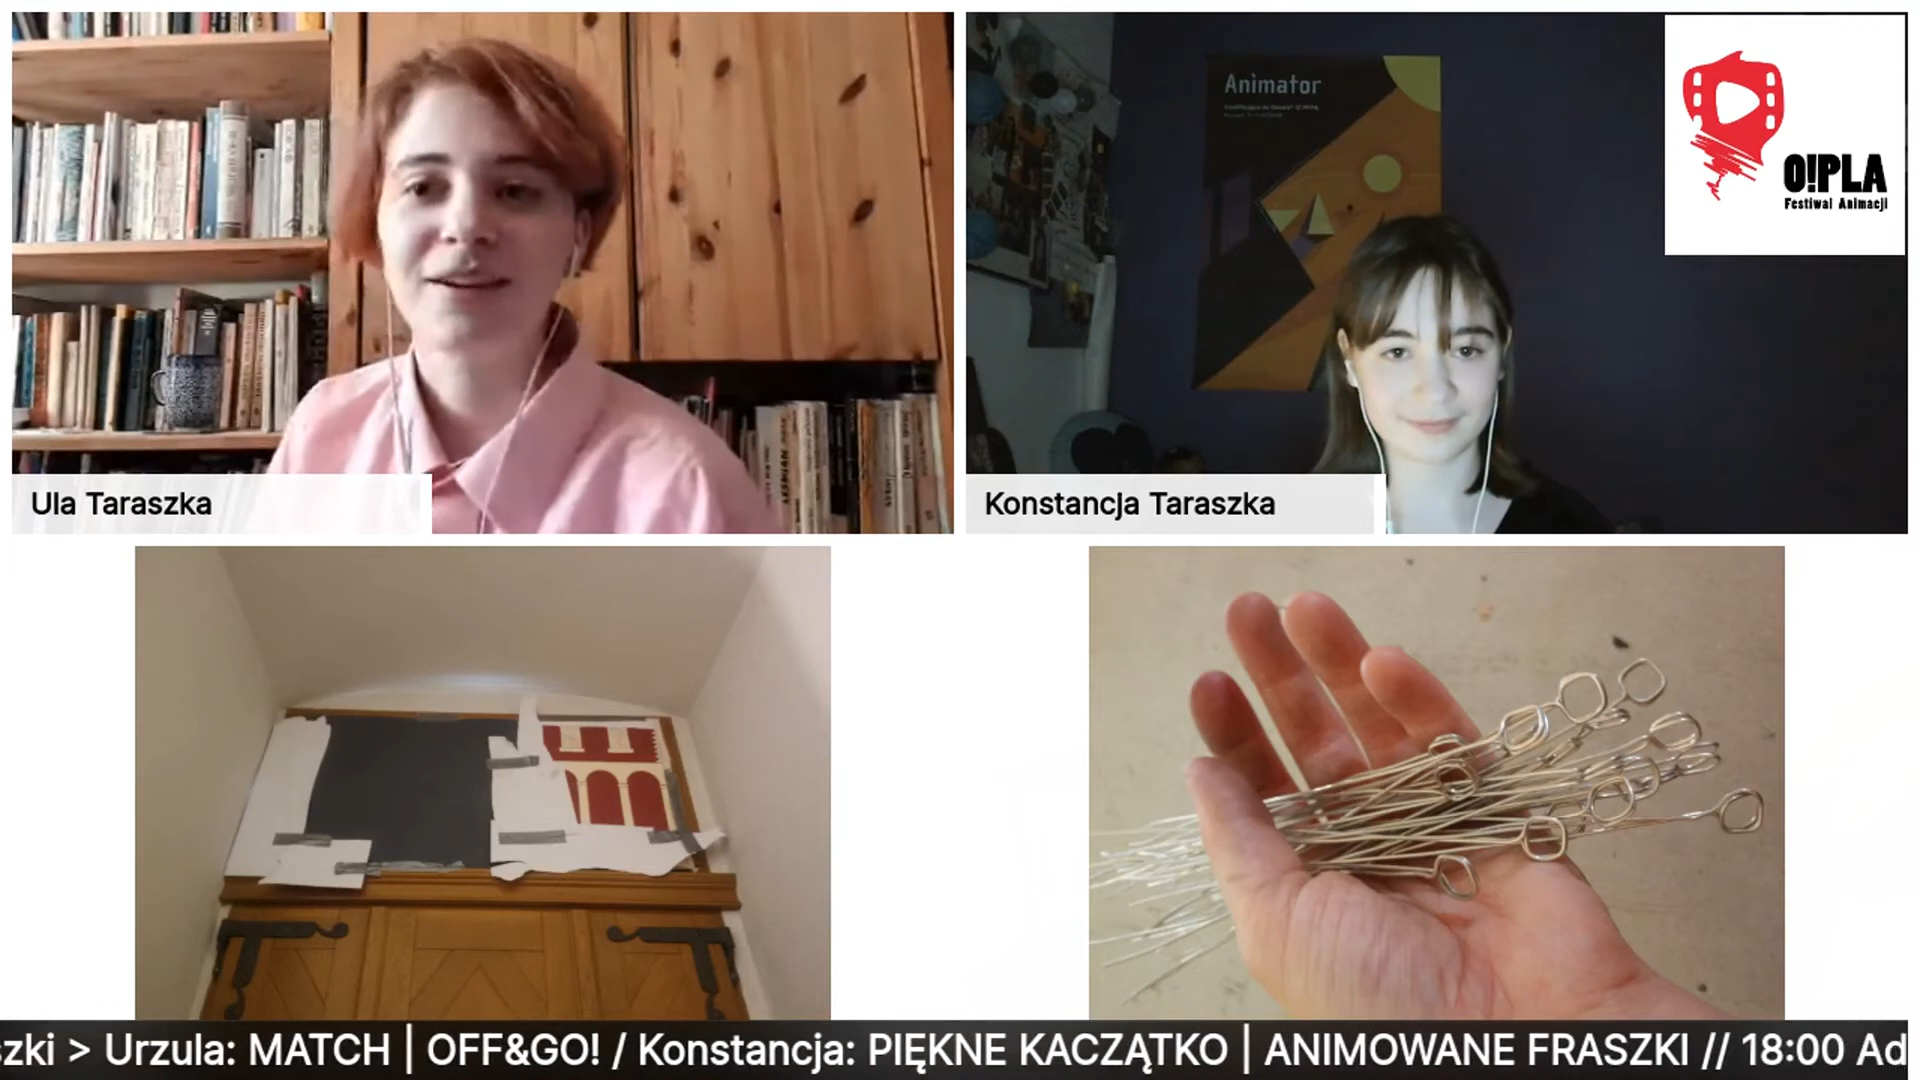 Animator
O!PLA
Festiwal Animacji
Ula Taraszka
Konstancja Taraszka
szki > Urzula: MATCH | OFF&GO! / Konstancja: PIĘKNE KACZĄTKO | ANIMOWANE FRASZKI // 18:00 Ad